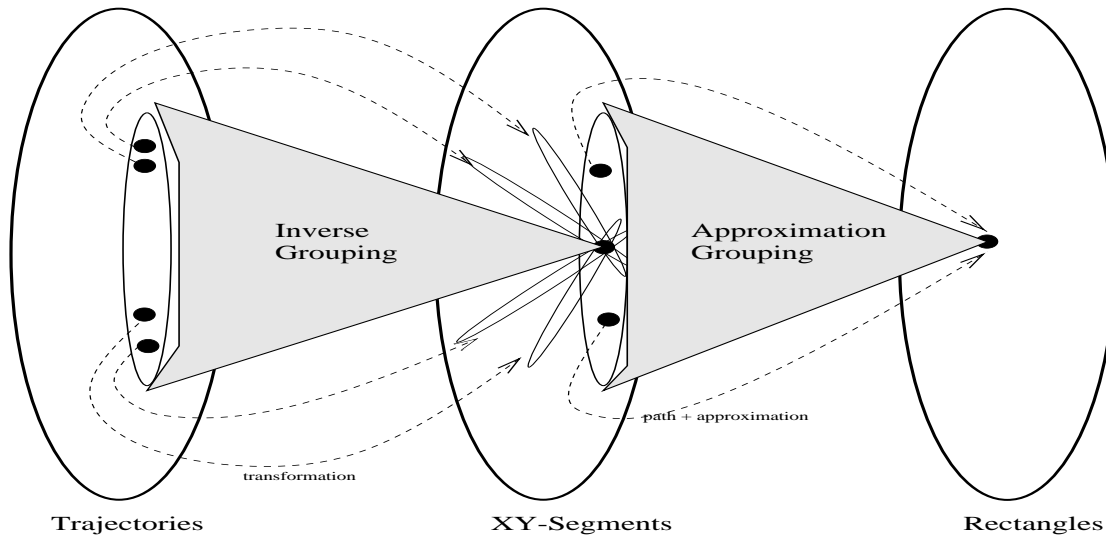 Inverse
Grouping
Approximation
Grouping
path + approximation
transformation
Trajectories
XY-Segments
Rectangles